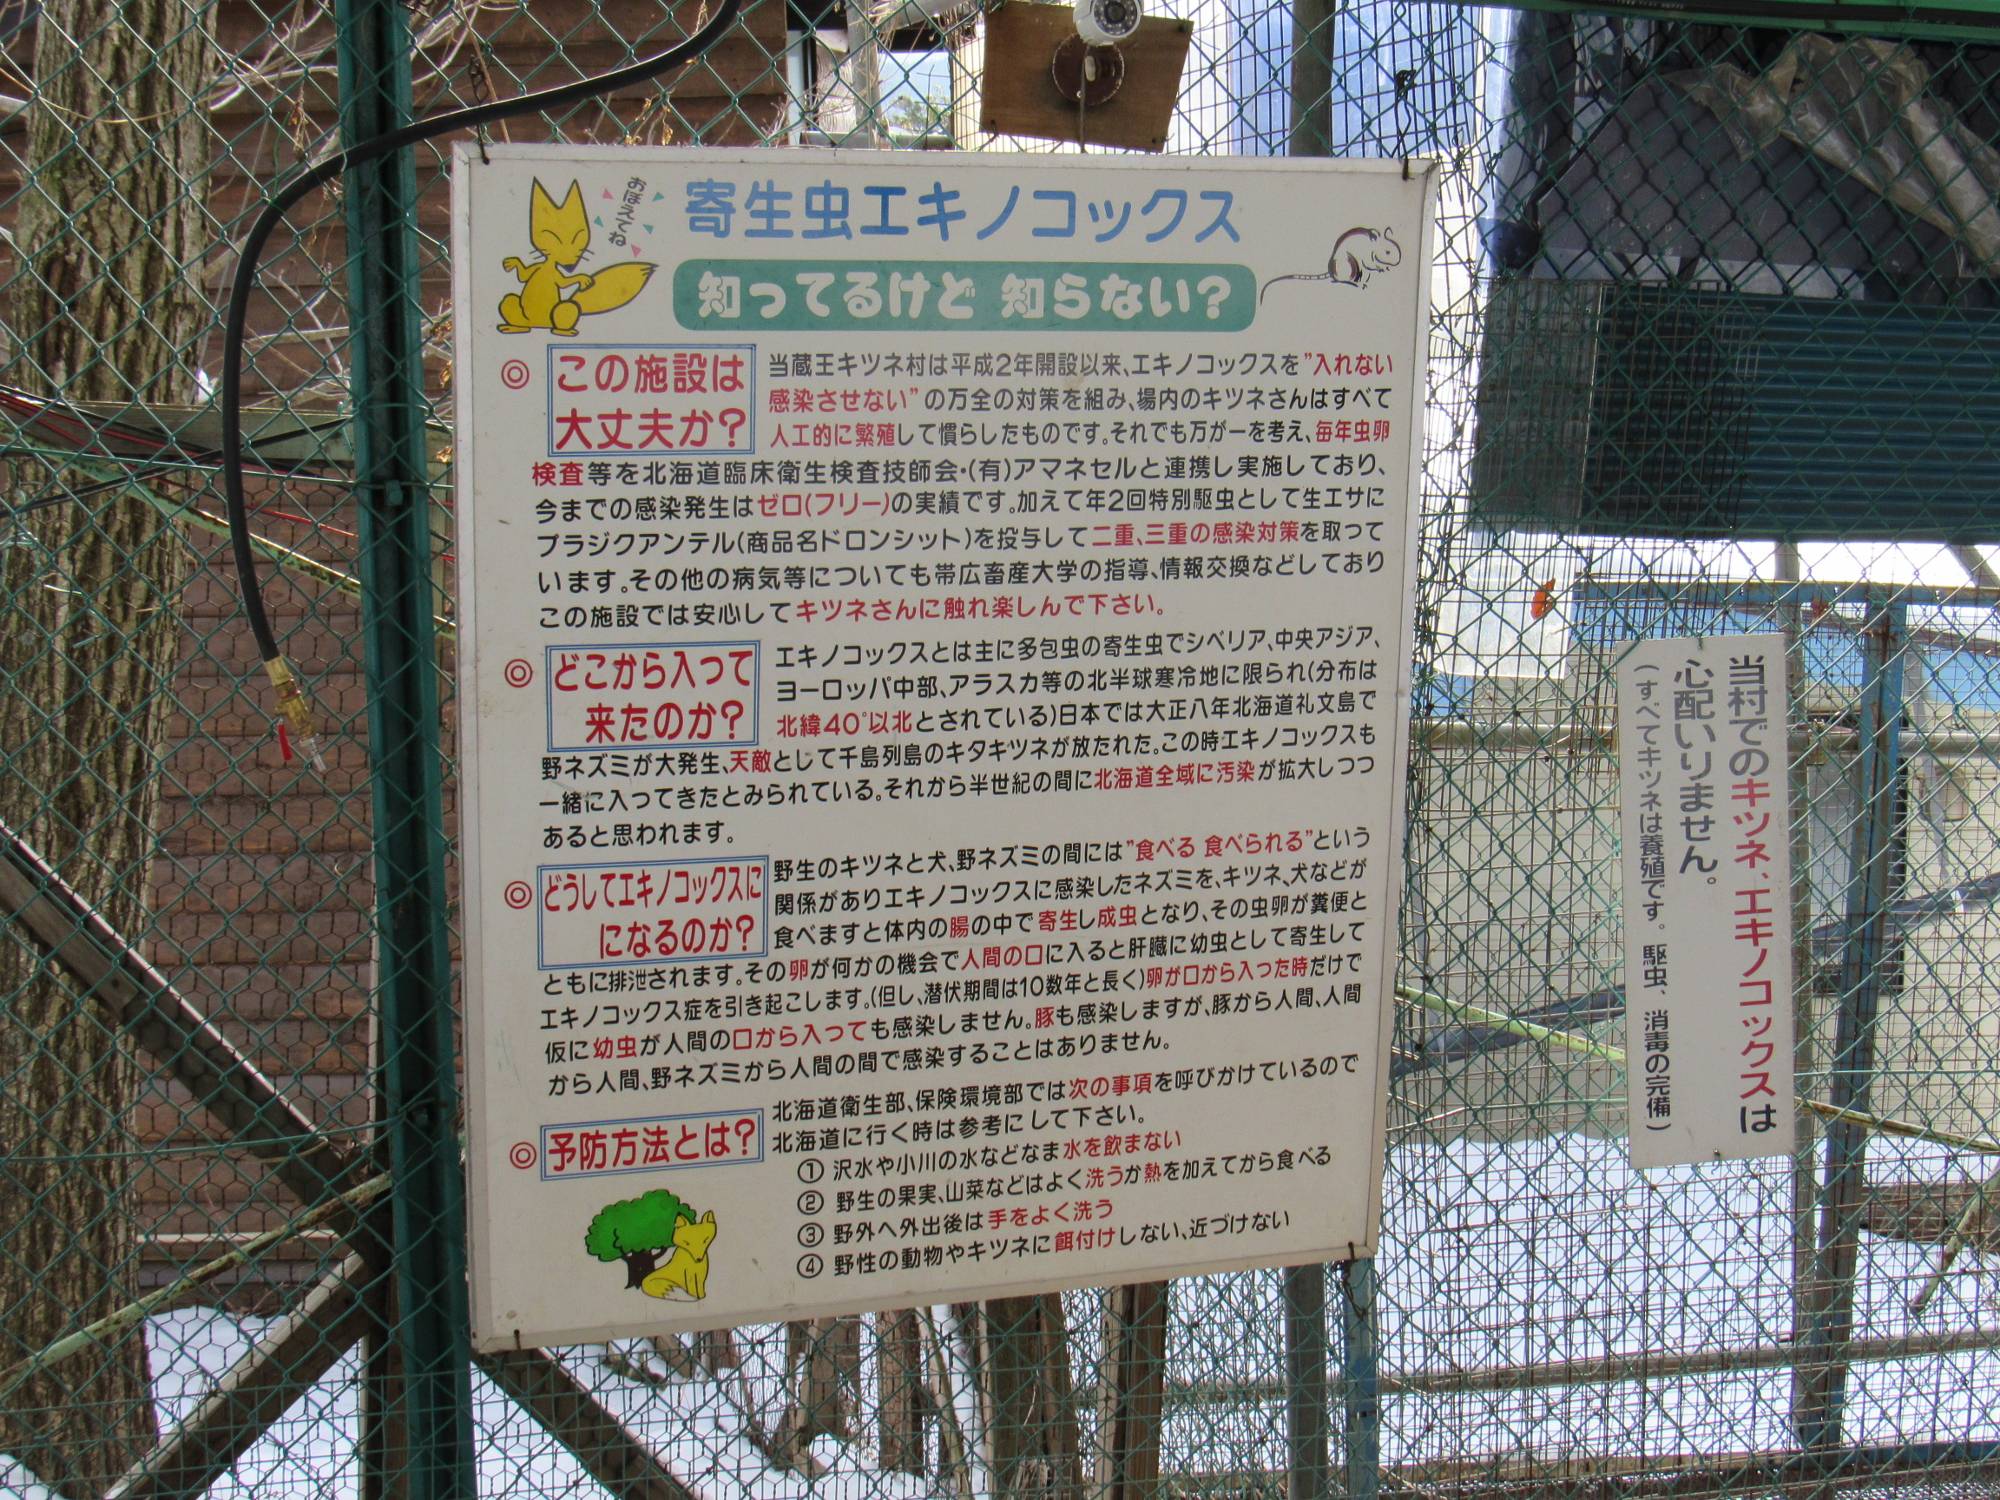 おぼえてね
寄生虫エキノコックス
知ってるけど 知らない?
◎ この施設は
大丈夫か?
当蔵王キツネ村は平成2年開設以来、エキノコックスを"入れない
感染させない"の万全の対策を組み、場内のキツネさんはすべて
人工的に繁殖して慣らしたものです。それでも万が一を考え、毎年虫卵
検査等を北海道臨床衛生検査技師会・(有)アマネセルと連携し実施しており、
今までの感染発生はゼロ(フリー)の実績です。加えて年2回特別駆虫として生エサに
プラジクアンテル(商品名ドロンシット)を投与して二重、三重の感染対策を取って
います。その他の病気等についても帯広畜産大学の指導、情報交換などしており
この施設では安心してキツネさんに触れ楽しんで下さい。
◎ どこから入って
来たのか?
エキノコックスとは主に多包虫の寄生虫でシベリア、中央アジア、
ヨーロッパ中部、アラスカ等の北半球寒冷地に限られ(分布は
北緯40°以北とされている)日本では大正八年北海道礼文島で
野ネズミが大発生、天敵として千島列島のキタキツネが放たれた。この時エキノコックスも
一緒に入ってきたとみられている。それから半世紀の間に北海道全域に汚染が拡大しつつ
あると思われます。
◎ どうしてエキノコックスに
になるのか?
野生のキツネと犬、野ネズミの間には"食べる 食べられる"という
関係がありエキノコックスに感染したネズミを、キツネ、犬などが
食べますと体内の腸の中で寄生し成虫となり、その虫卵が糞便と
ともに排泄されます。その卵が何かの機会で人間の口に入ると肝臓に幼虫として寄生して
エキノコックス症を引き起こします。(但し、潜伏期間は10数年と長く)卵が口から入った時だけで
仮に幼虫が人間の口から入っても感染しません。豚も感染しますが、豚から人間、人間
から人間、野ネズミから人間の間で感染することはありません。
◎ 予防方法とは?
北海道衛生部、保険環境部では次の事項を呼びかけているので
北海道に行く時は参考にして下さい。
① 沢水や小川の水などなま水を飲まない
② 野生の果実、山菜などはよく洗うか熱を加えてから食べる
③ 野外へ外出後は手をよく洗う
④ 野性の動物やキツネに餌付けしない、近づけない
当村でのキツネ、エキノコックスは
心配いりません。
(すべてキツネは養殖です。駆虫、消毒の完備)